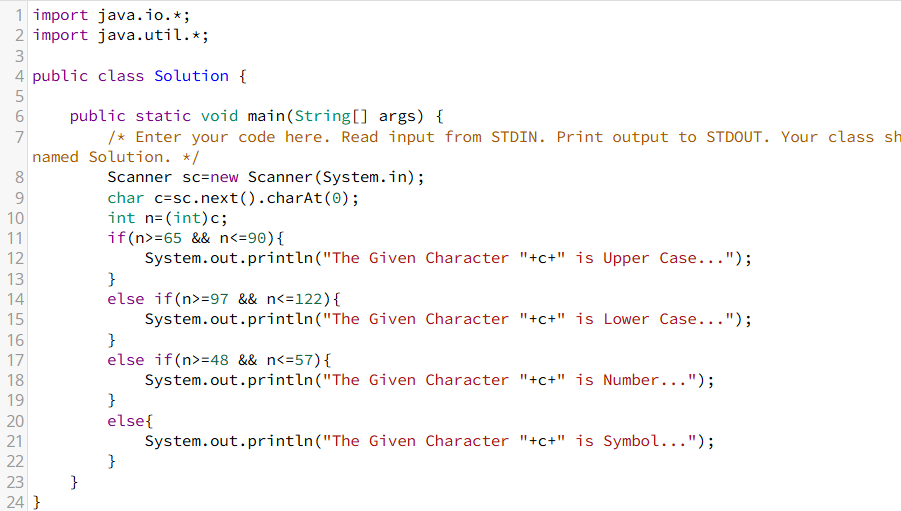 1 import java.io.*;
2 import java.util.*;
3
4 public class Solution {
5
6     public static void main(String[] args) {
7         /* Enter your code here. Read input from STDIN. Print output to STDOUT. Your class sh
named Solution. */
8         Scanner sc=new Scanner(System.in);
9         char c=sc.next().charAt(0);
10         int n=(int)c;
11         if(n>=65 && n<=90){
12             System.out.println("The Given Character "+c+" is Upper Case...");
13         }
14         else if(n>=97 && n<=122){
15             System.out.println("The Given Character "+c+" is Lower Case...");
16         }
17         else if(n>=48 && n<=57){
18             System.out.println("The Given Character "+c+" is Number...");
19         }
20         else{
21             System.out.println("The Given Character "+c+" is Symbol...");
22         }
23     }
24 }